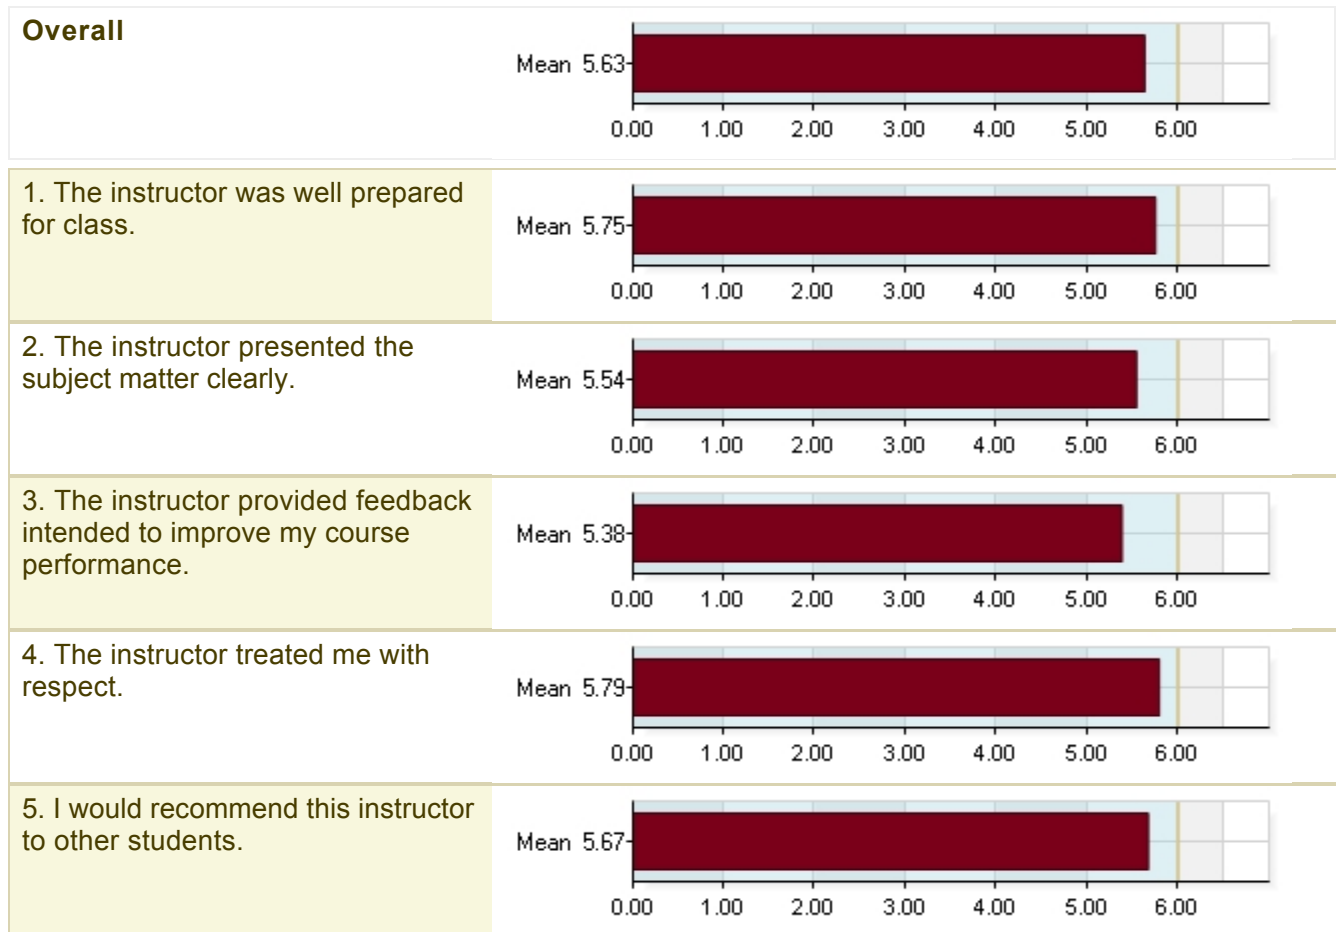 Overall
Mean 5.63
0.00 1.00 2.00 3.00 4.00 5.00 6.00
1. The instructor was well prepared
for class.
Mean 5.75
0.00 1.00 2.00 3.00 4.00 5.00 6.00
2. The instructor presented the
subject matter clearly.
Mean 5.54
0.00 1.00 2.00 3.00 4.00 5.00 6.00
3. The instructor provided feedback
intended to improve my course
performance.
Mean 5.38
0.00 1.00 2.00 3.00 4.00 5.00 6.00
4. The instructor treated me with
respect.
Mean 5.79
0.00 1.00 2.00 3.00 4.00 5.00 6.00
5. I would recommend this instructor
to other students.
Mean 5.67
0.00 1.00 2.00 3.00 4.00 5.00 6.00